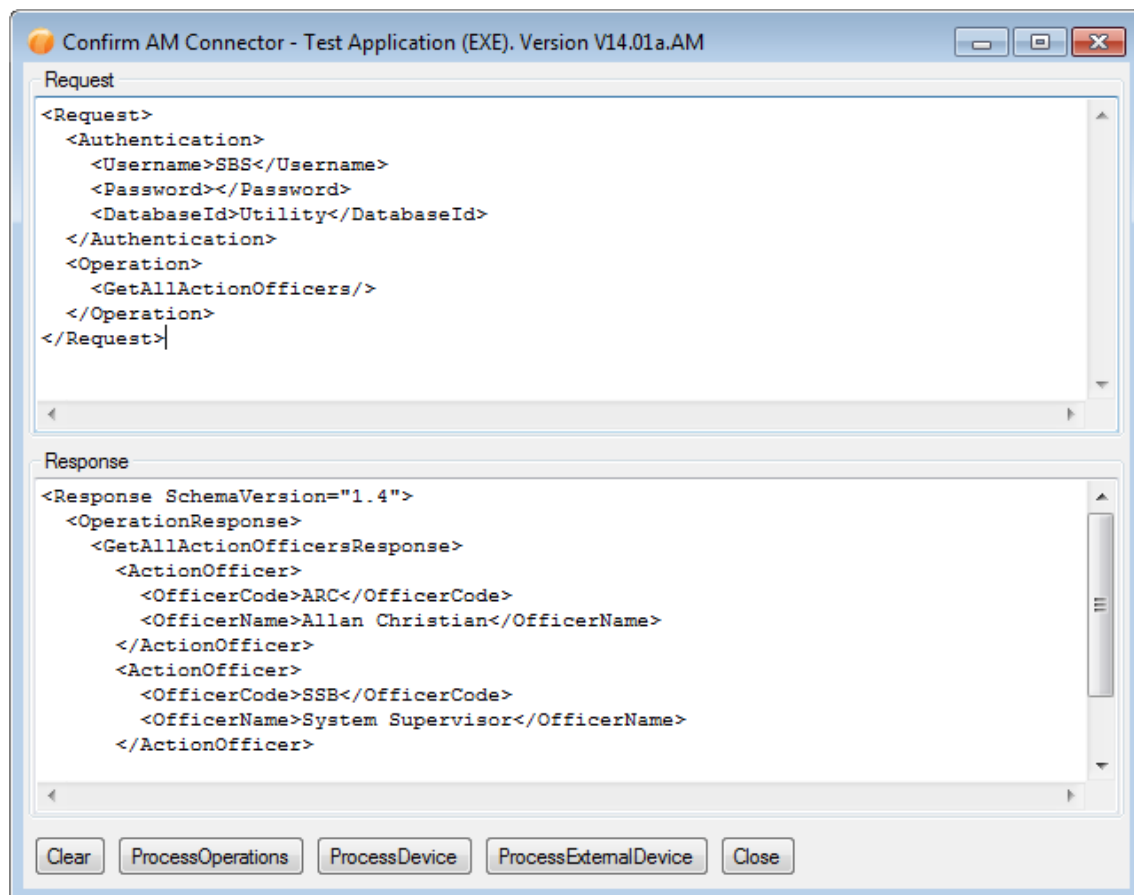 Confirm AM Connector - Test Application (EXE). Version V14.01a.AM
Request
<Request>
  <Authentication>
    <Username>SBS</Username>
    <Password></Password>
    <DatabaseId>Utility</DatabaseId>
  </Authentication>
  <Operation>
    <GetAllActionOfficers/>
  </Operation>
</Request>
Response
<Response SchemaVersion="1.4">
  <OperationResponse>
    <GetAllActionOfficersResponse>
      <ActionOfficer>
        <OfficerCode>ARC</OfficerCode>
        <OfficerName>Allan Christian</OfficerName>
      </ActionOfficer>
      <ActionOfficer>
        <OfficerCode>SSB</OfficerCode>
        <OfficerName>System Supervisor</OfficerName>
      </ActionOfficer>
Clear ProcessOperations ProcessDevice ProcessExternalDevice Close